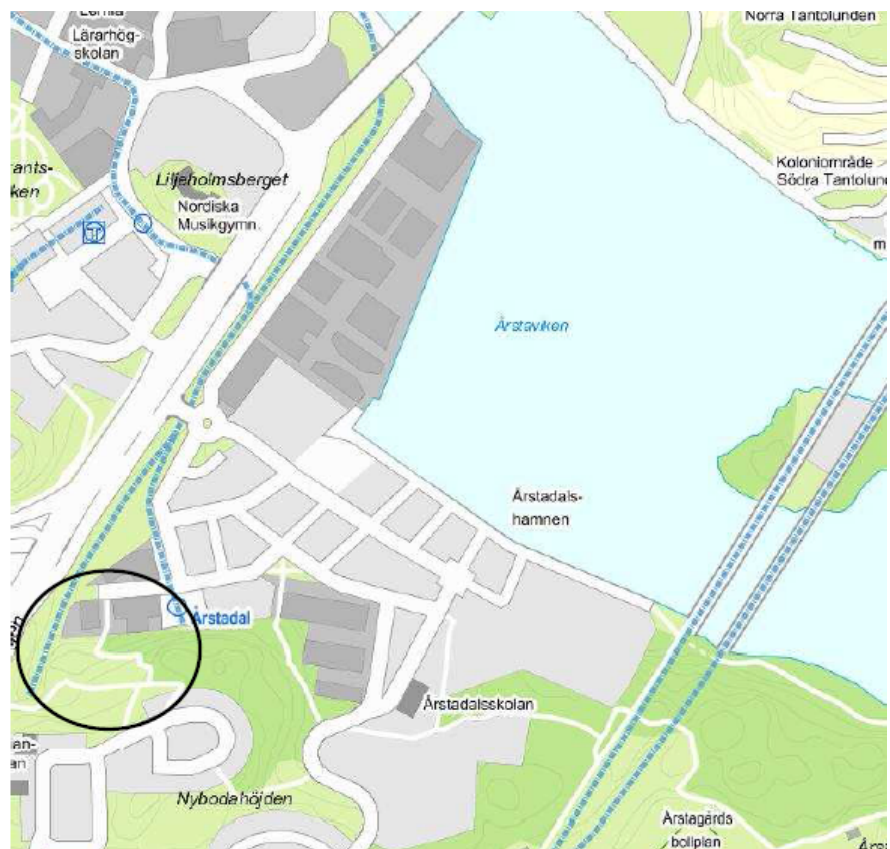 Lärarhög-
skolan
Norra Tantolunden
Koloniområde
Södra Tantolund
Liljeholmsberget
Nordiska
Musikgymn.
T
Årstaviken
Årstadals-
hamnen
Årstadal
Årstadalsskolan
Nybodahöjden
Årstagårds
bollplan